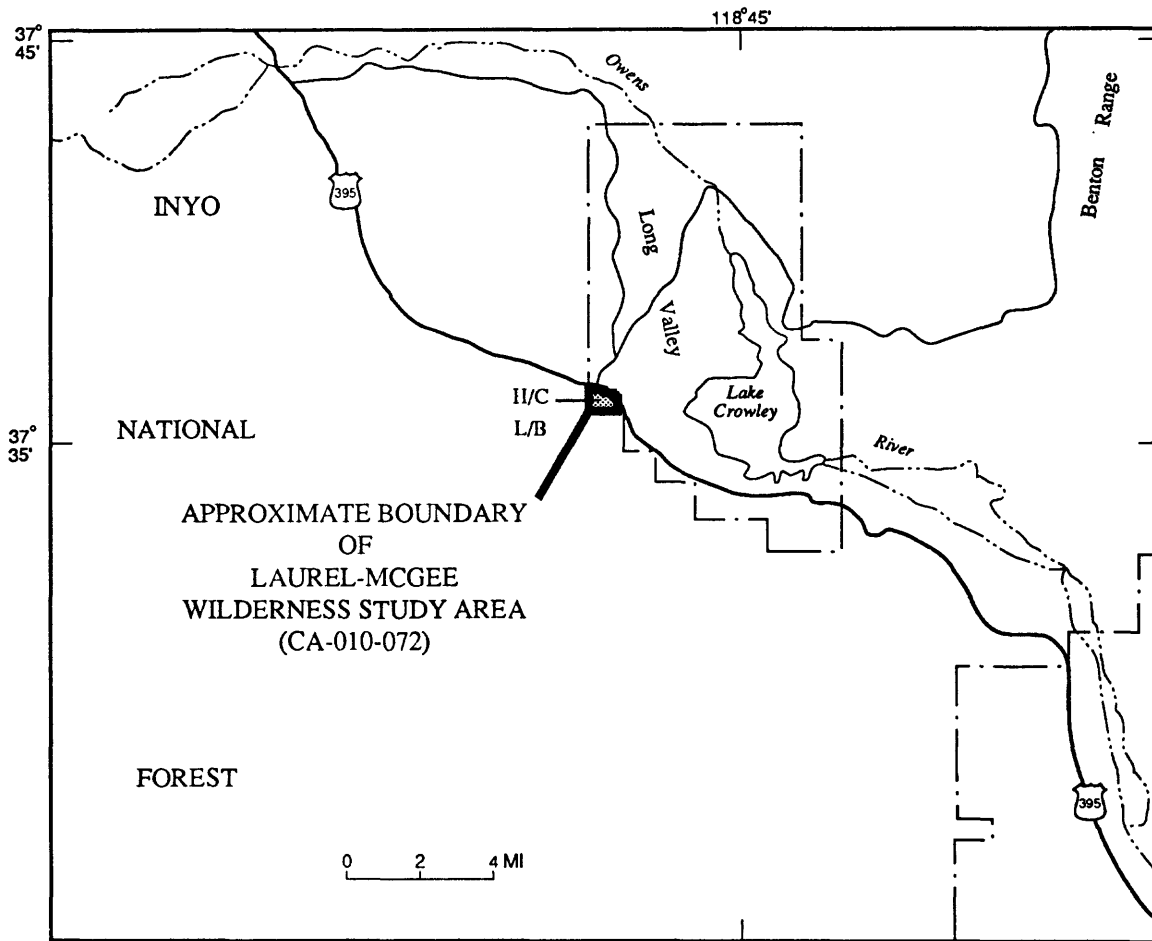 118°45'
37°
45'
Owens
Benton Range
395
INYO
Long
Valley
H/C
L/B
Lake
Crowley
NATIONAL
37°
35'
River
APPROXIMATE BOUNDARY
OF
LAUREL-MCGEE
WILDERNESS STUDY AREA
(CA-010-072)
FOREST
395
0 2 4 MI